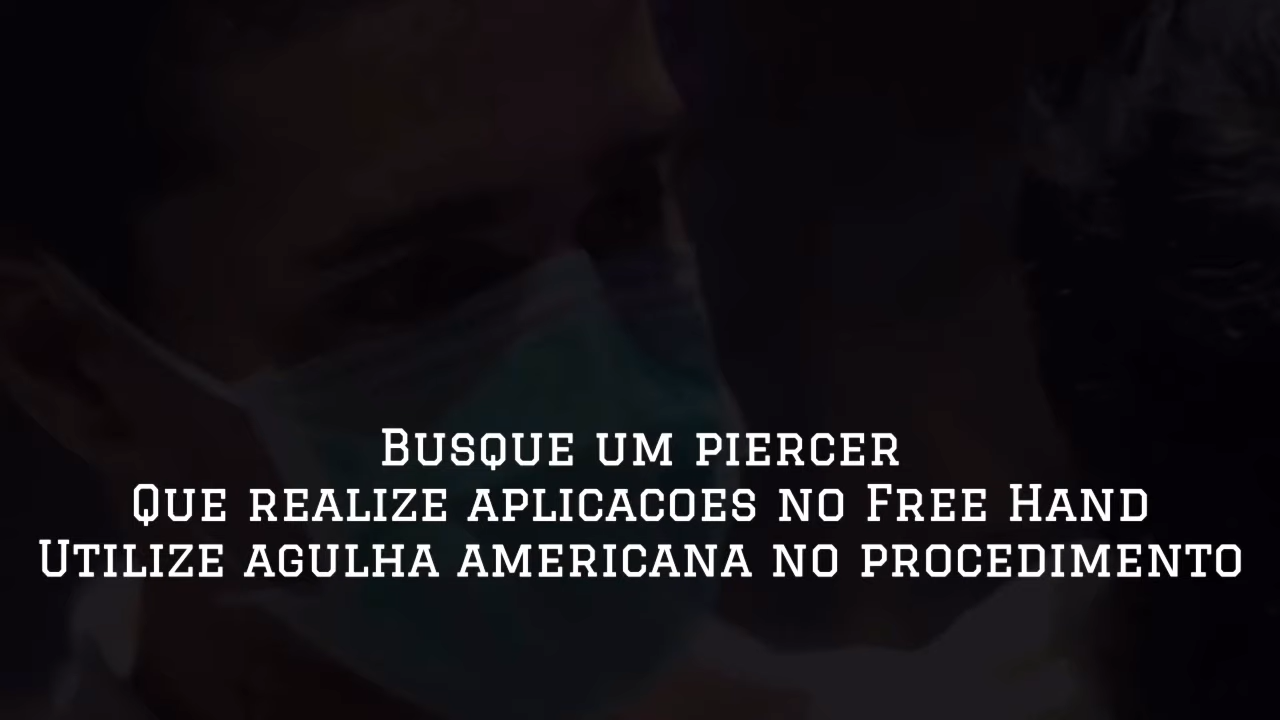 Busque um piercer
Que realize aplicacoes no Free Hand
Utilize agulha americana no procedimento